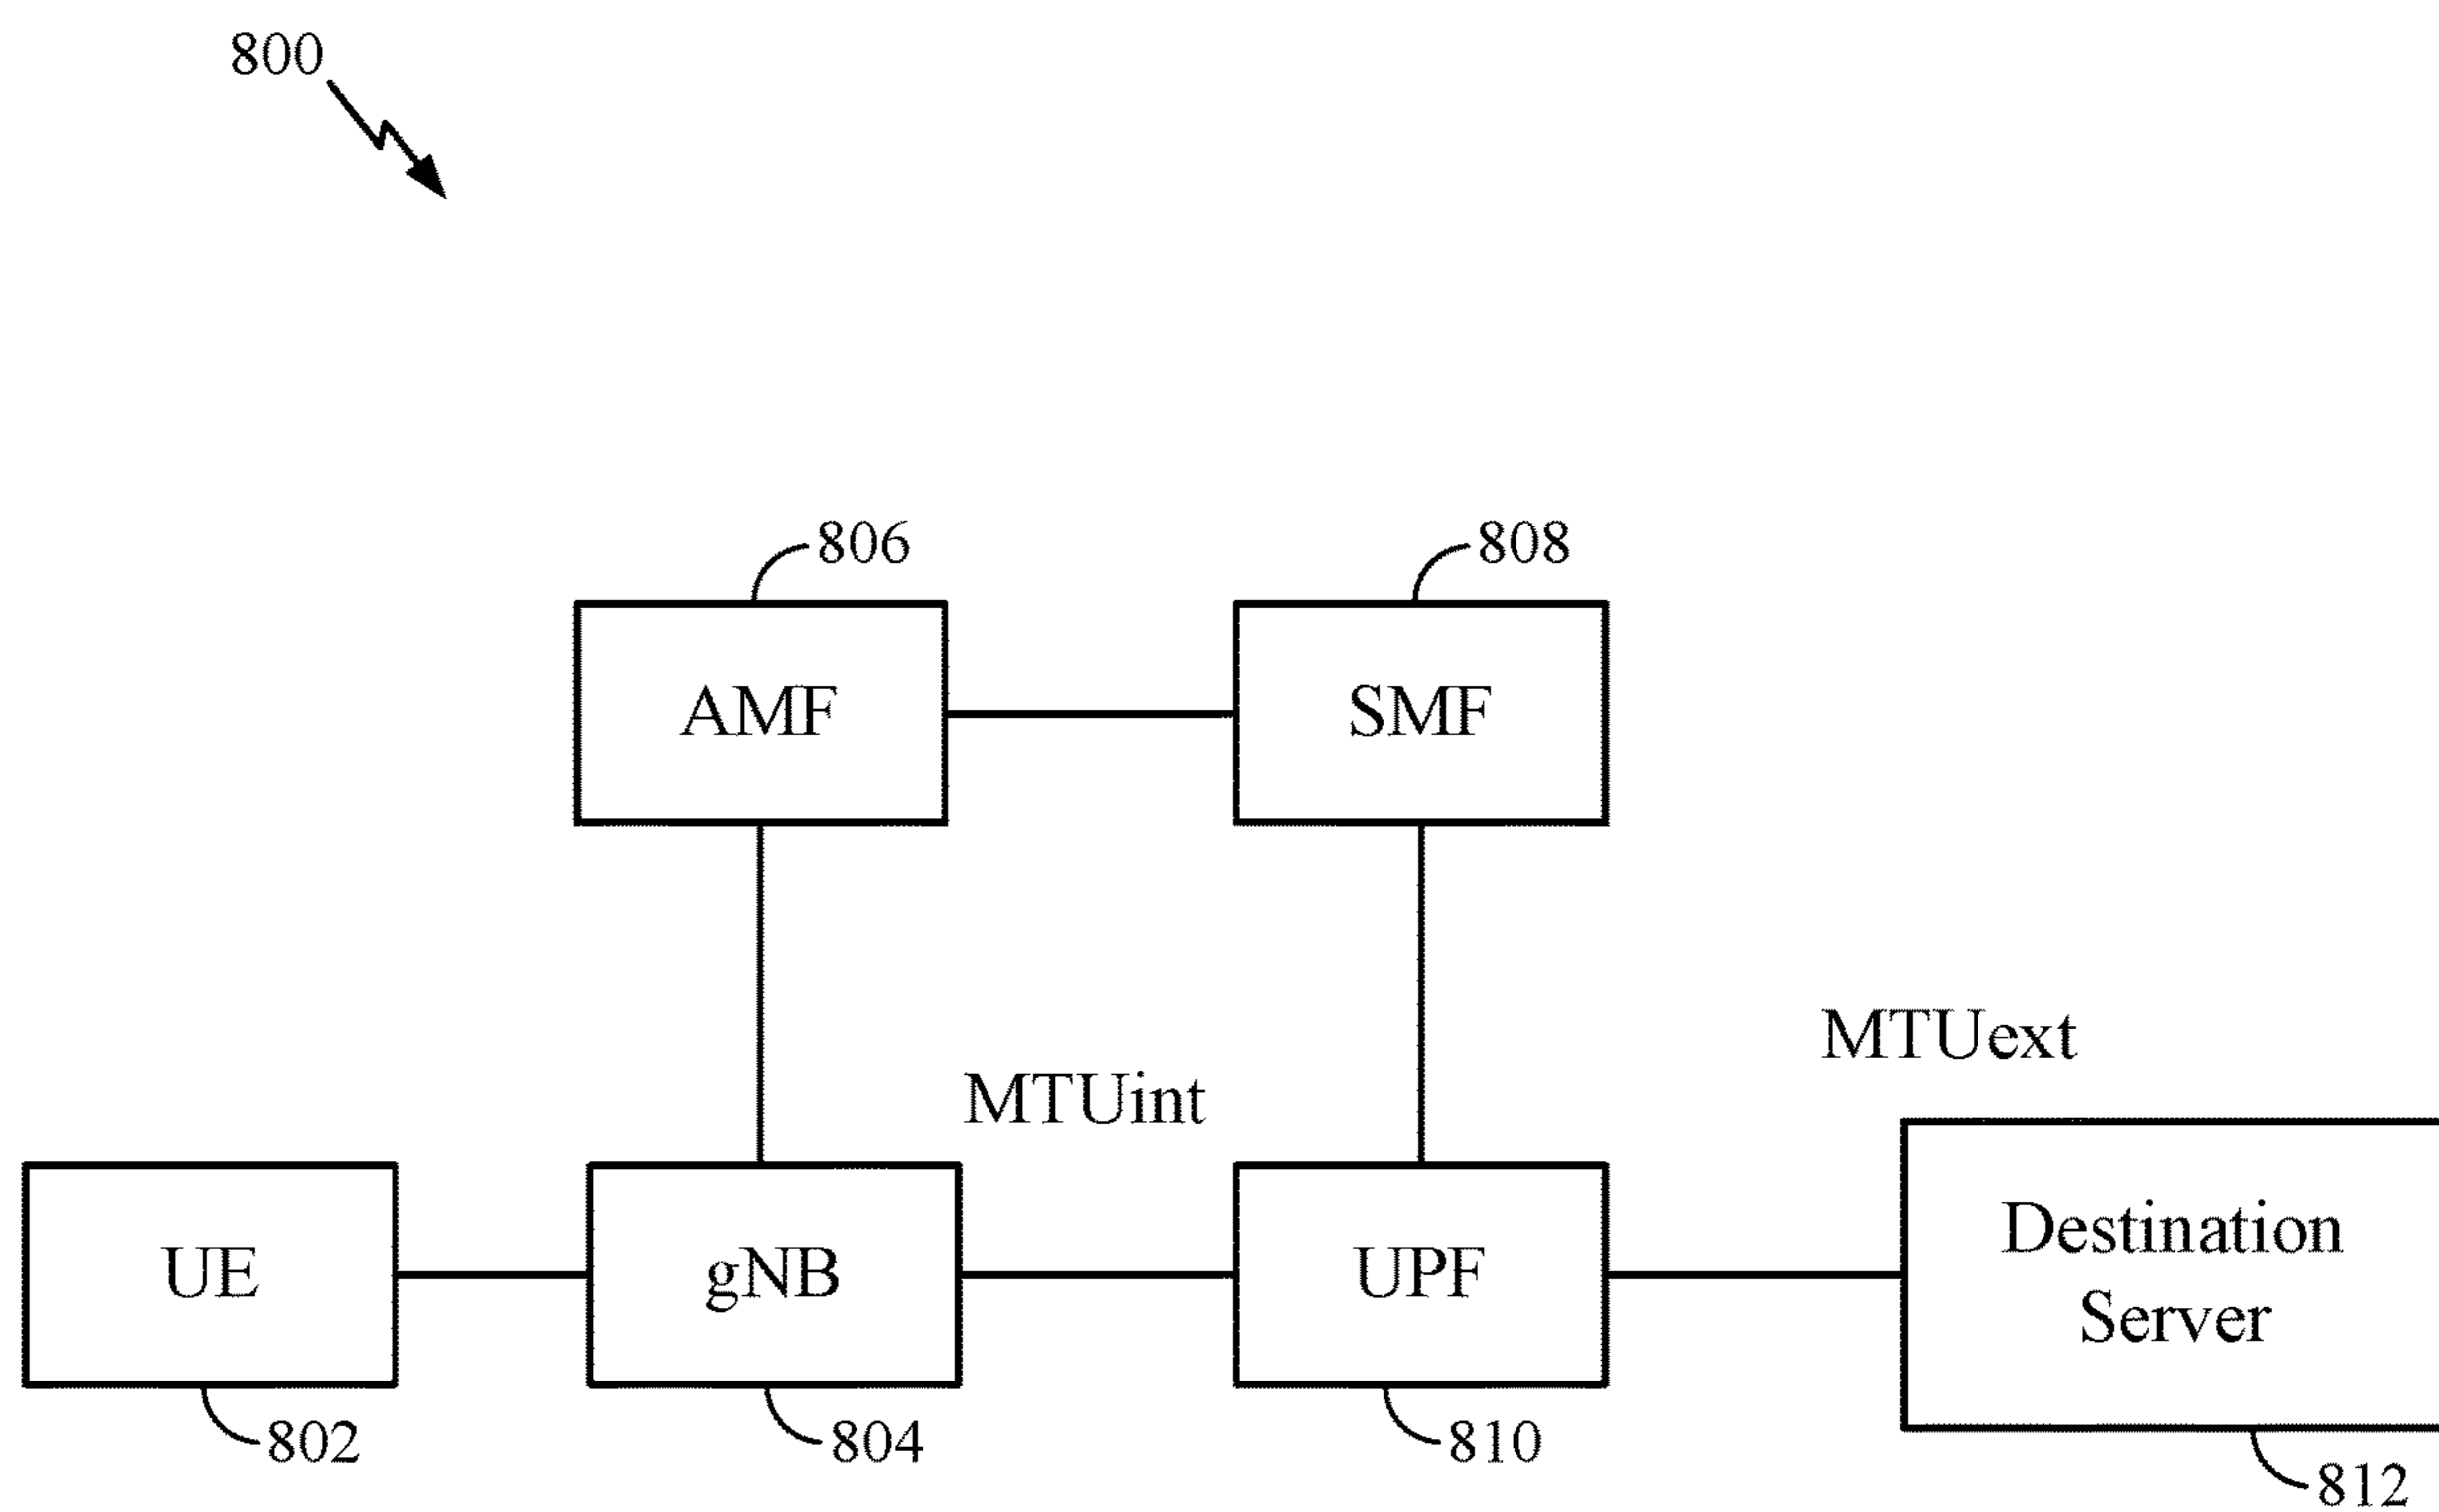 800
806
808
AMF
SMF
MTUext
MTUint
UE
gNB
UPF
Destination
Server
802
804
810
812